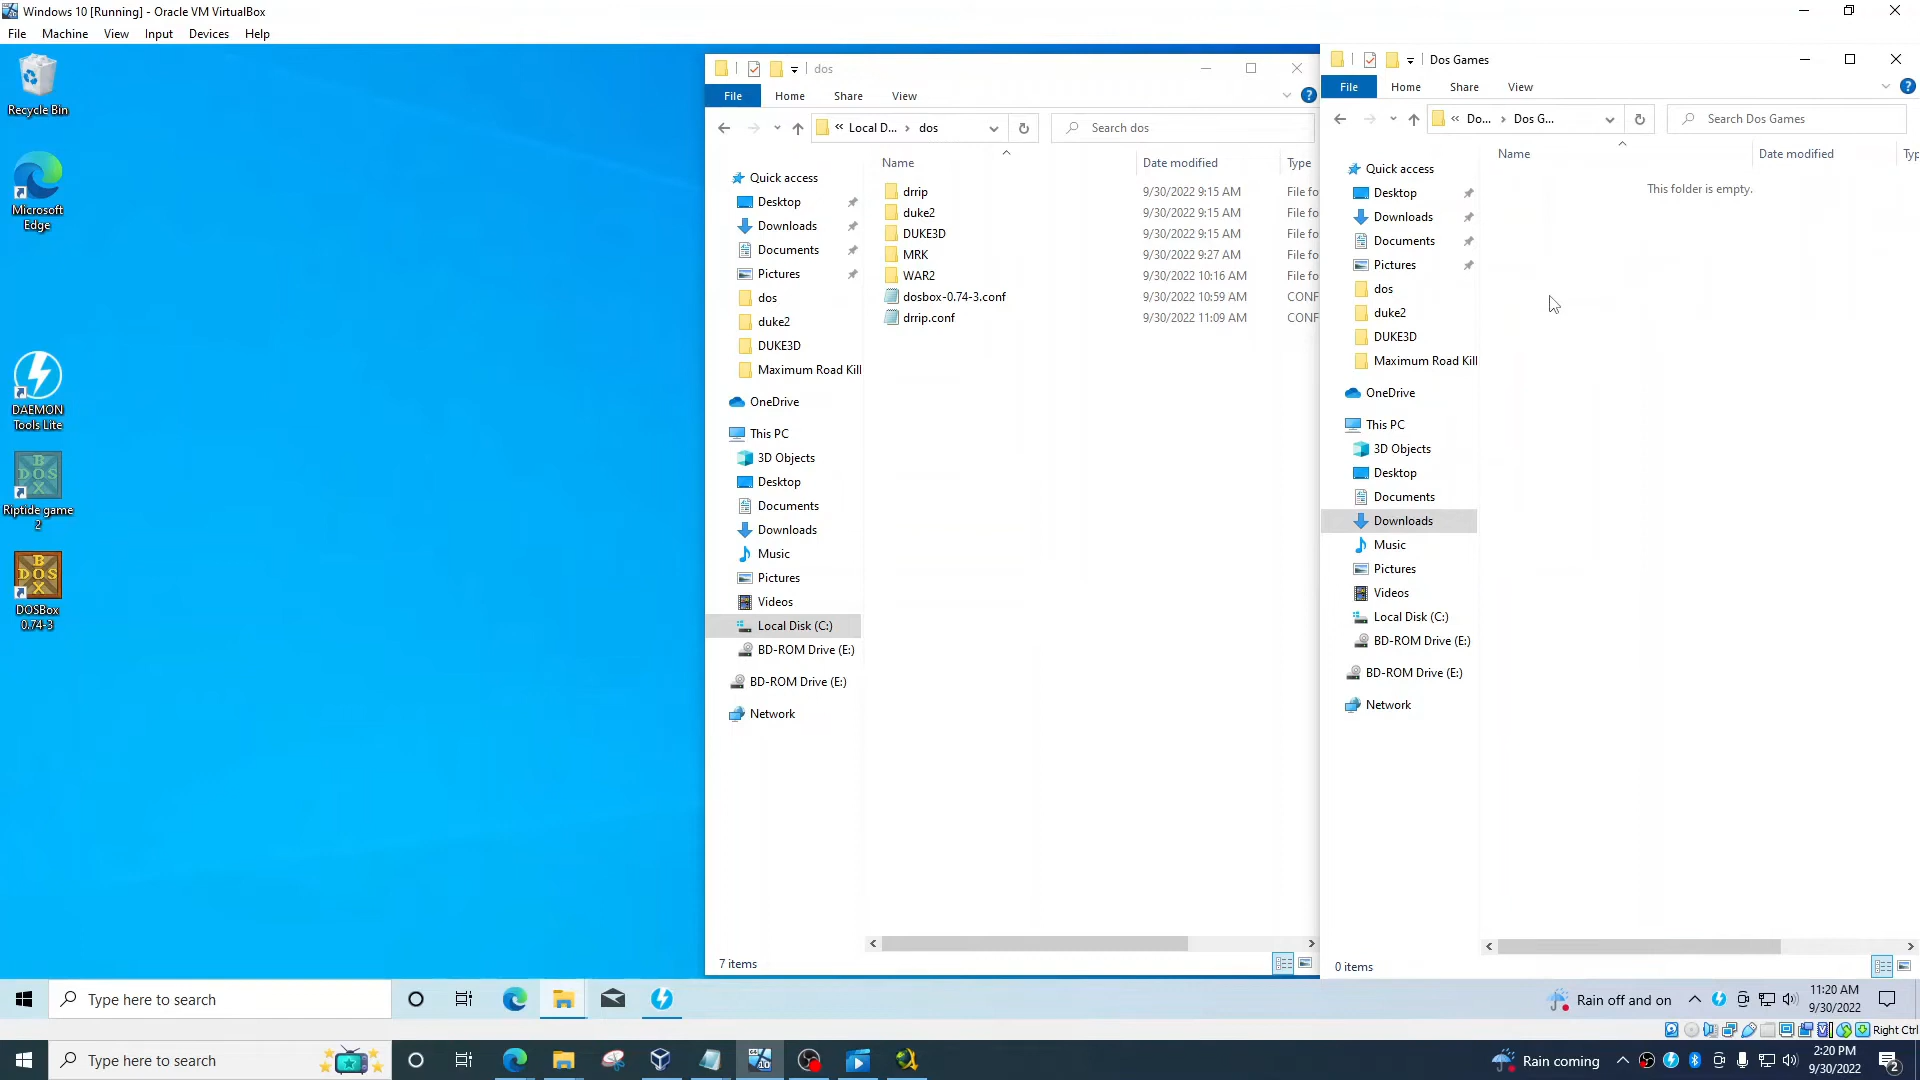 Windows 10 [Running] - Oracle VM VirtualBox
File Machine View Input Devices Help
Recycle Bin
Microsoft
Edge
DAEMON
Tools Lite
Riptide game
2
DOSBox
0.74-3
dos
File Home Share View
« Local D... › dos
Search dos
Name Date modified Type
Quick access
Desktop
Downloads
Documents
Pictures
dos
duke2
DUKE3D
Maximum Road Kill
OneDrive
This PC
3D Objects
Desktop
Documents
Downloads
Music
Pictures
Videos
Local Disk (C:)
BD-ROM Drive (E:)
BD-ROM Drive (E:)
Network
drrip 9/30/2022 9:15 AM File fo
duke2 9/30/2022 9:15 AM File fo
DUKE3D 9/30/2022 9:15 AM File fo
MRK 9/30/2022 9:27 AM File fo
WAR2 9/30/2022 10:16 AM File fo
dosbox-0.74-3.conf 9/30/2022 10:59 AM CONF
drrip.conf 9/30/2022 11:09 AM CONF
7 items
Dos Games
File Home Share View
« Do... › Dos G...
Search Dos Games
Name Date modified Typ
This folder is empty.
Quick access
Desktop
Downloads
Documents
Pictures
dos
duke2
DUKE3D
Maximum Road Kill
OneDrive
This PC
3D Objects
Desktop
Documents
Downloads
Music
Pictures
Videos
Local Disk (C:)
BD-ROM Drive (E:)
BD-ROM Drive (E:)
Network
0 items
Type here to search
Rain off and on
11:20 AM
9/30/2022
Right Ctrl
Type here to search
Rain coming
2:20 PM
9/30/2022
2